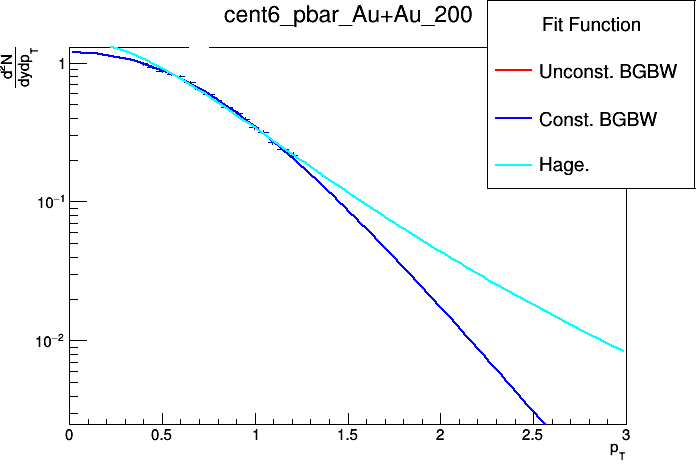 cent6_pbar_Au+Au_200
Fit Function
Unconst. BGBW
Const. BGBW
Hage.
d²N
dydp_T
1
10⁻¹
10⁻²
0 0.5 1 1.5 2 2.5 3
p_T